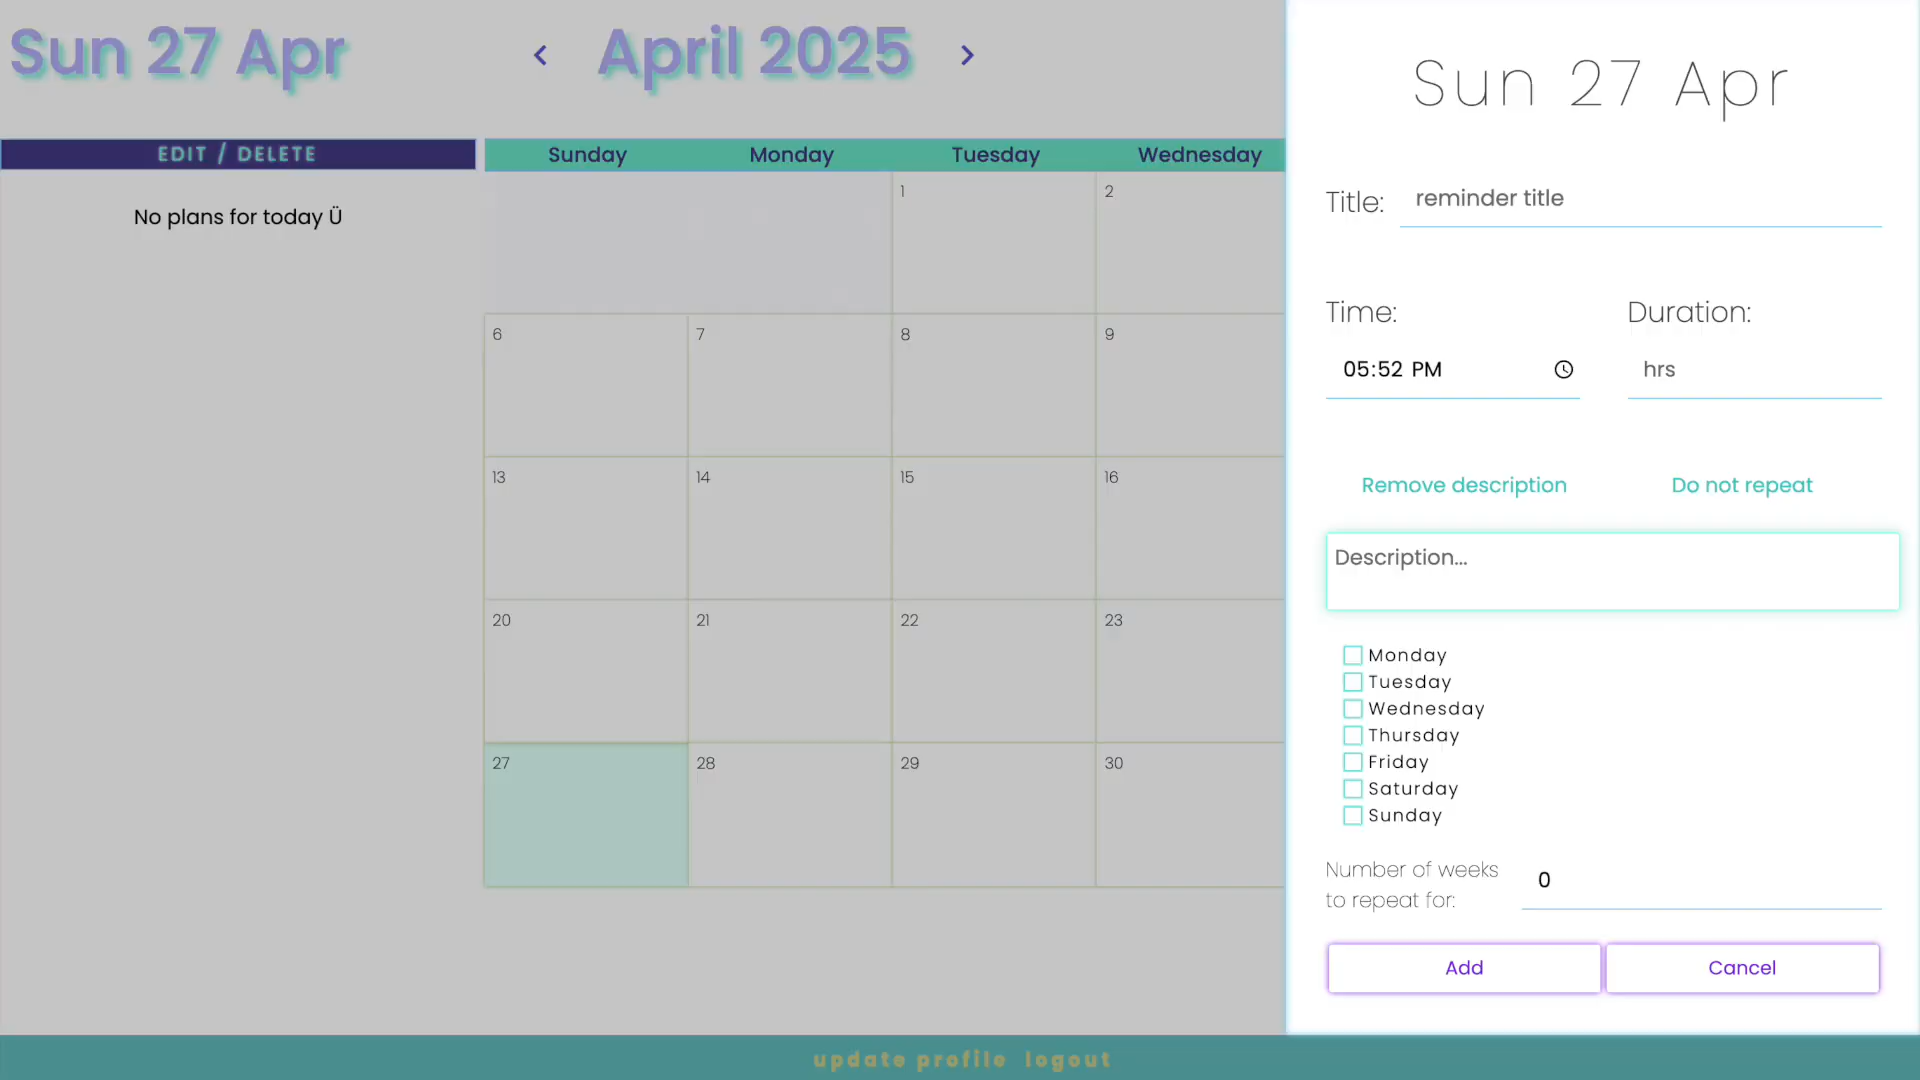 Sun 27 Apr
April 2025
EDIT / DELETE
No plans for today Ü
Sunday Monday Tuesday Wednesday
1 2
6 7 8 9
13 14 15 16
20 21 22 23
27 28 29 30
Sun 27 Apr
Title: reminder title
Time: Duration:
05:52 PM hrs
Remove description Do not repeat
Description...
Monday
Tuesday
Wednesday
Thursday
Friday
Saturday
Sunday
Number of weeks
to repeat for: 0
Add Cancel
update profile logout